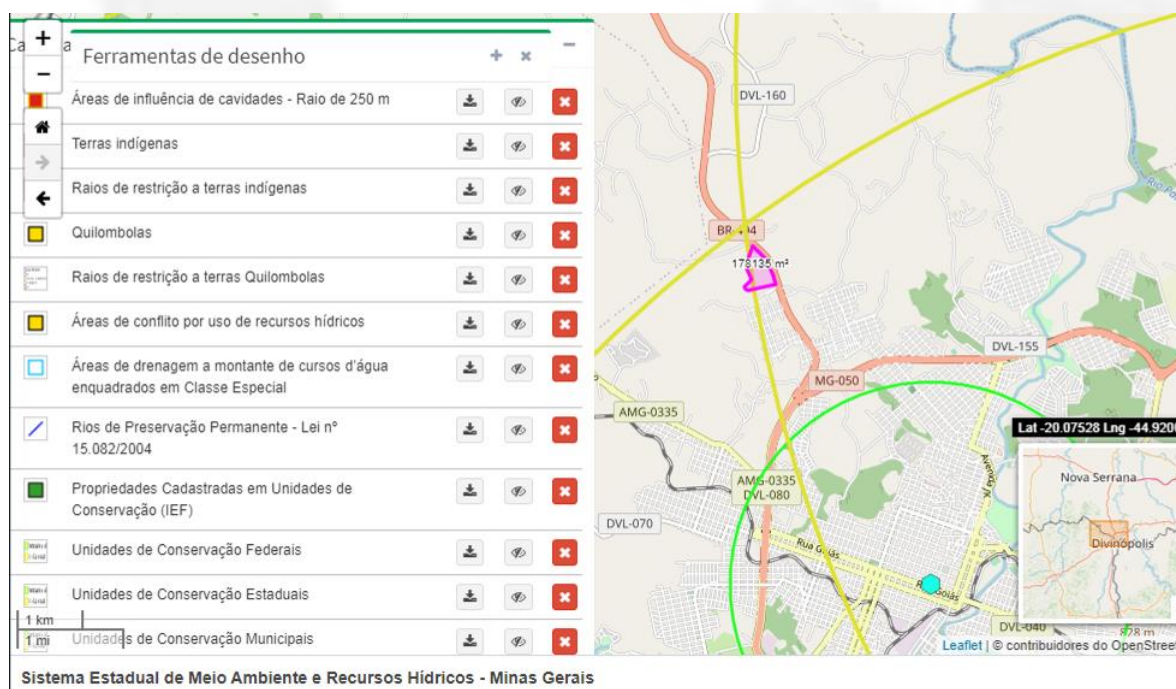 +
−
Ferramentas de desenho
Áreas de influência de cavidades - Raio de 250 m
Terras indígenas
Raios de restrição a terras indígenas
Quilombolas
Raios de restrição a terras Quilombolas
Áreas de conflito por uso de recursos hídricos
Áreas de drenagem a montante de cursos d'água
enquadrados em Classe Especial
Rios de Preservação Permanente - Lei nº
15.082/2004
Propriedades Cadastradas em Unidades de
Conservação (IEF)
Unidades de Conservação Federais
Unidades de Conservação Estaduais
Unidades de Conservação Municipais
1 km
1 mi
DVL-160
178135 m²
DVL-155
MG-050
AMG-0335
Lat -20.07528 Lng -44.9200
AMG-0335
DVL-080
DVL-070
Rua Goiás
Avenida JK
Nova Serrana
Divinópolis
DVL-040
828 m
Leaflet | © contribuidores do OpenStreet
Sistema Estadual de Meio Ambiente e Recursos Hídricos - Minas Gerais